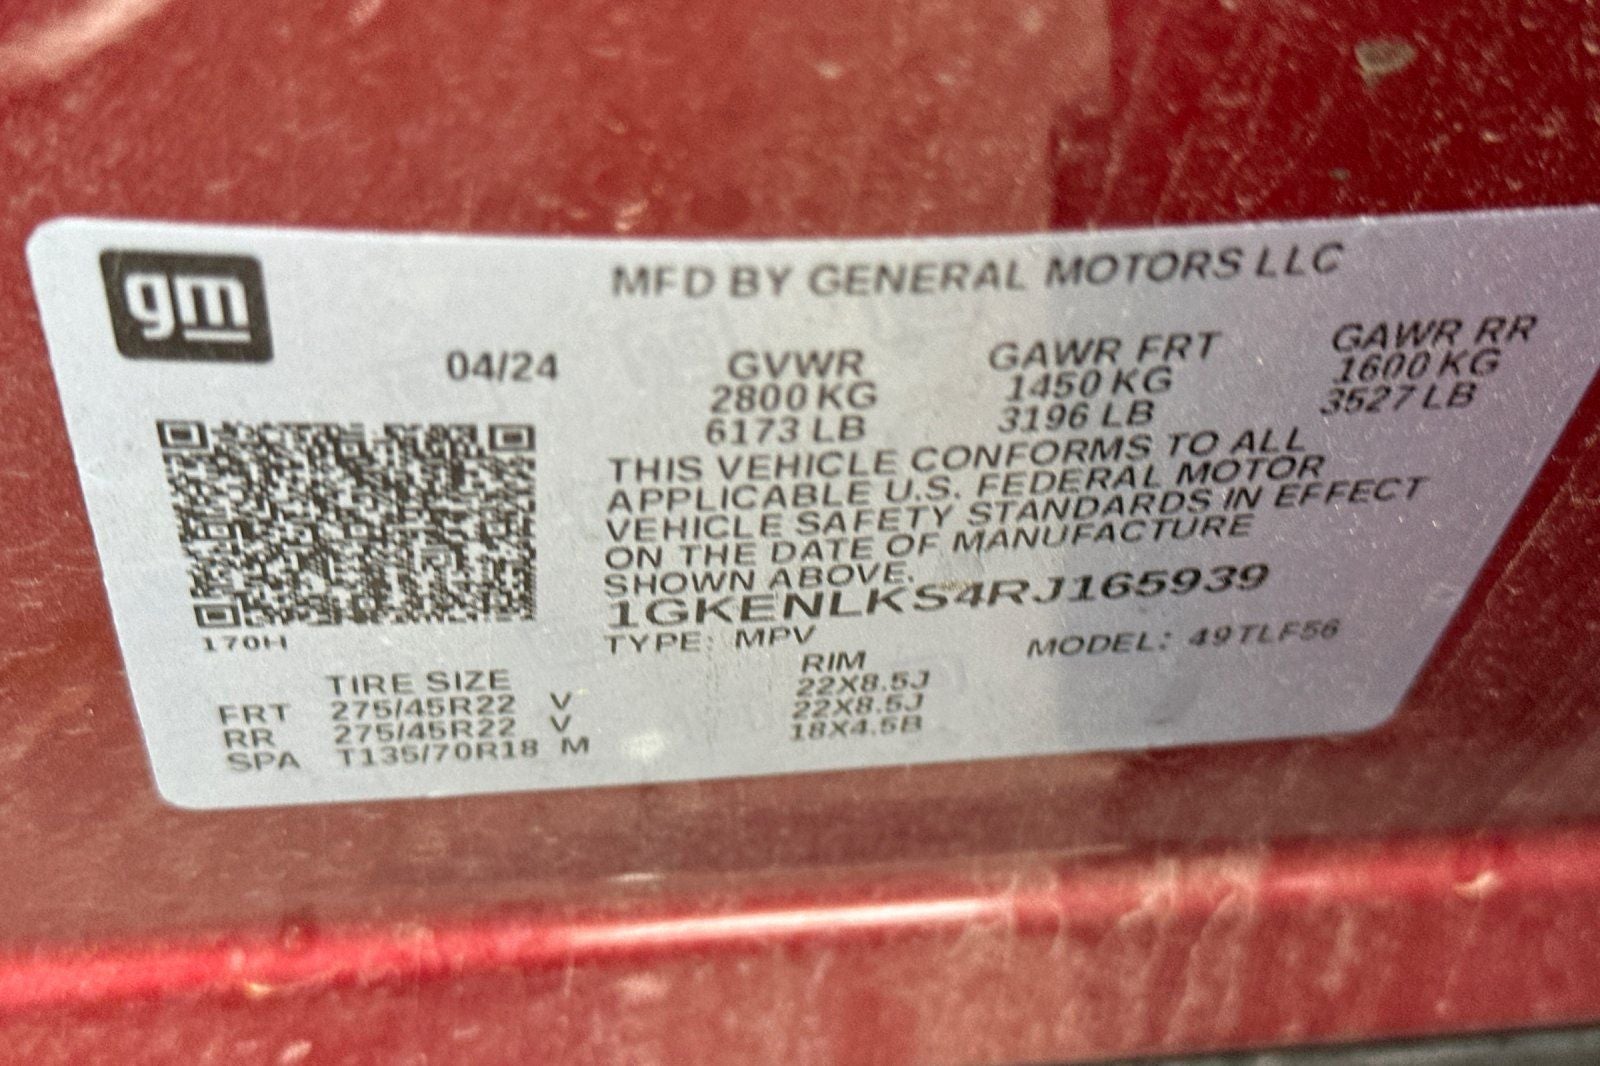 gm
MFD BY GENERAL MOTORS LLC
04/24
GVWR GAWR FRT GAWR RR
2800 KG 1450 KG 1600 KG
6173 LB 3196 LB 3527 LB
THIS VEHICLE CONFORMS TO ALL
APPLICABLE U.S. FEDERAL MOTOR
VEHICLE SAFETY STANDARDS IN EFFECT
ON THE DATE OF MANUFACTURE
SHOWN ABOVE.
1GKENLKS4RJ165939
170H
TYPE: MPV MODEL: 49TLF56
TIRE SIZE RIM
FRT 275/45R22 V 22X8.5J
RR 275/45R22 V 22X8.5J
SPA T135/70R18 M 18X4.5B